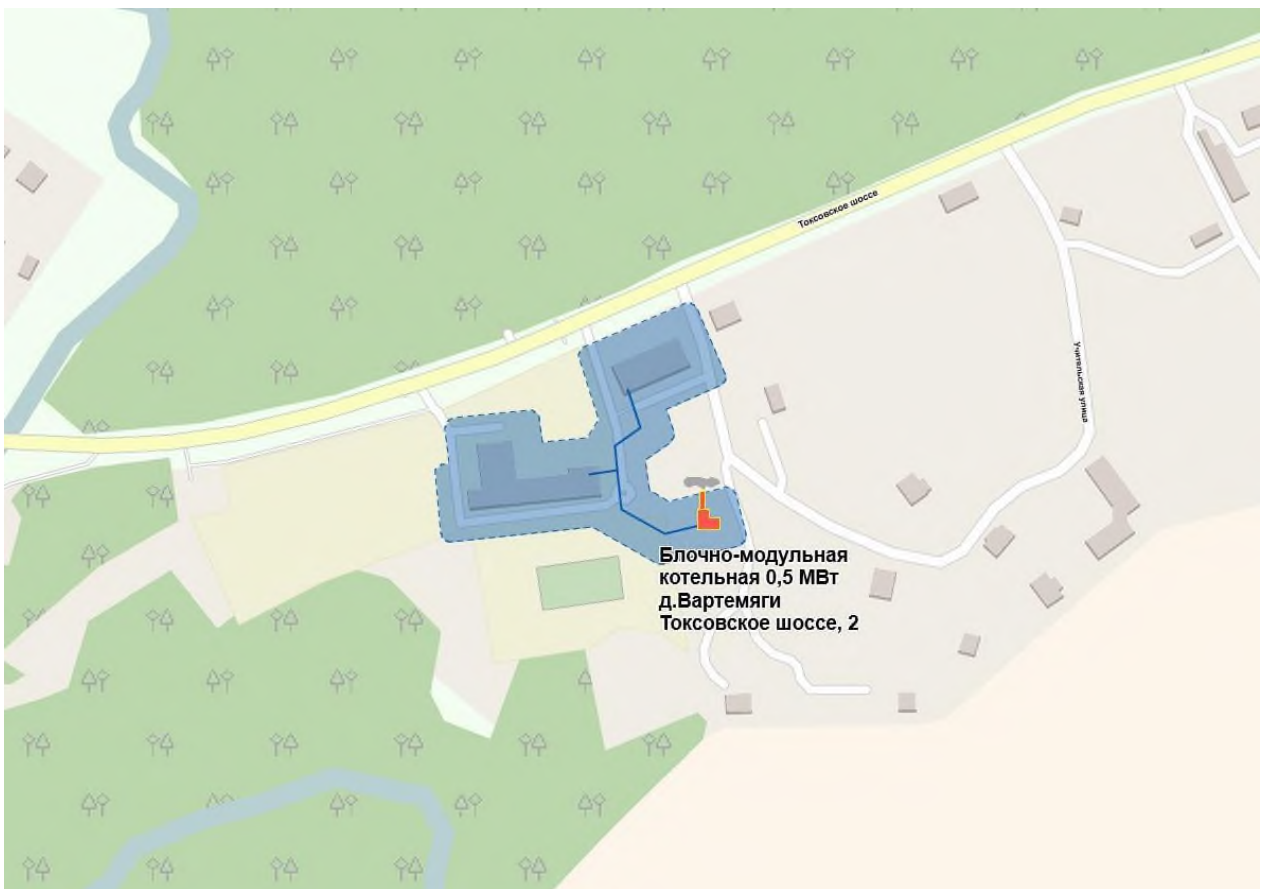 Токсовское шоссе
Учительская улица
Блочно-модульная
котельная 0,5 МВт
д.Вартемяги
Токсовское шоссе, 2